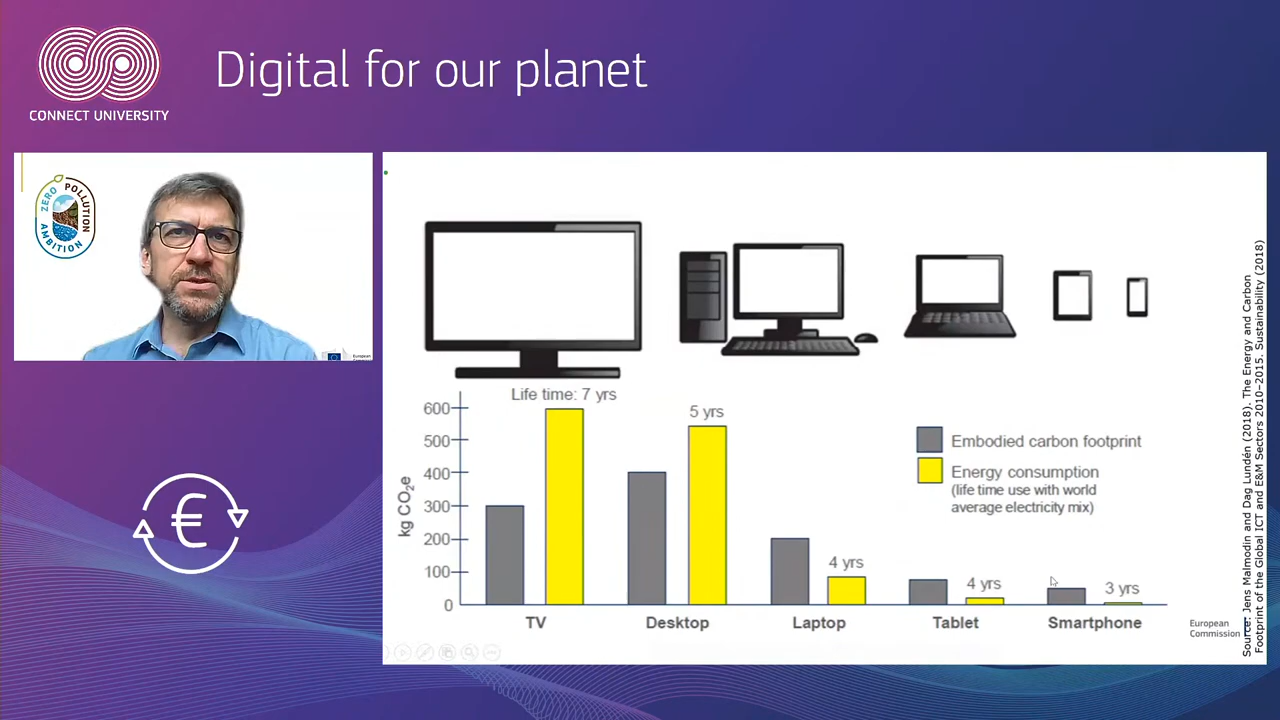 Digital for our planet
CONNECT UNIVERSITY
ZERO POLLUTION AMBITION
European
Commission
Life time: 7 yrs
5 yrs
4 yrs
4 yrs
3 yrs
600
500
400
300
200
100
0
kg CO₂e
Embodied carbon footprint
Energy consumption
(life time use with world
average electricity mix)
TV
Desktop
Laptop
Tablet
Smartphone
European
Commission
Source: Jens Malmodin and Dag Lundén (2018). The Energy and Carbon
Footprint of the Global ICT and E&M Sectors 2010–2015. Sustainability (2018)
€